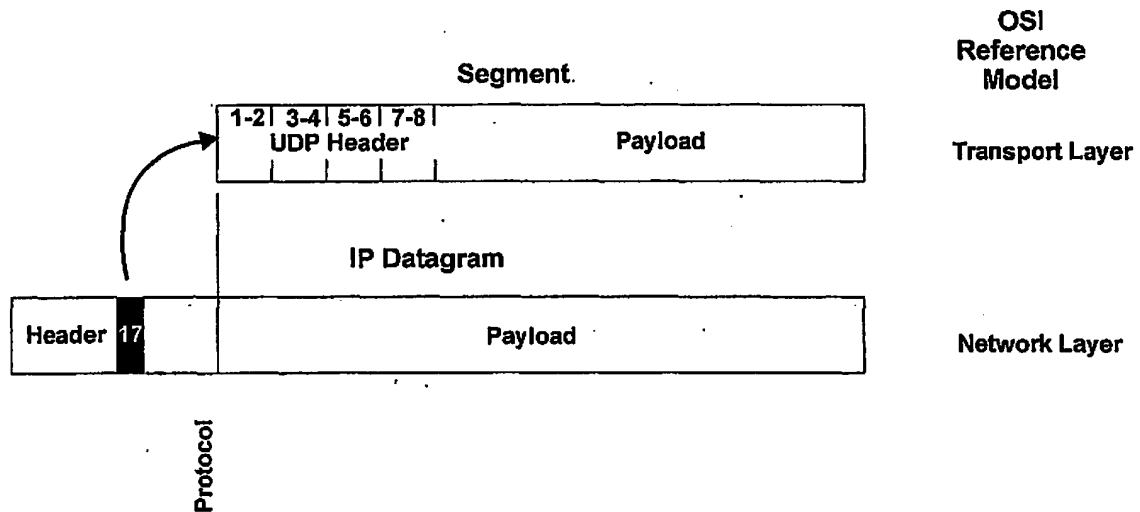 OSI
Reference
Model
Segment
1-2 3-4 5-6 7-8
UDP Header
Payload
Transport Layer
IP Datagram
Header
17
Payload
Network Layer
Protocol